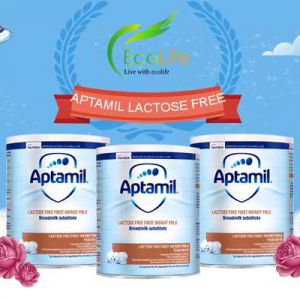 EcoLife
Live with ecolife
APTAMIL LACTOSE FREE
Aptamil
LACTOSE FREE FIRST INFANT MILK
Breastmilk substitute
Aptamil
LACTOSE FREE FIRST INFANT MILK
Breastmilk substitute
Aptamil
LACTOSE FREE FIRST INFANT MILK
Breastmilk substitute